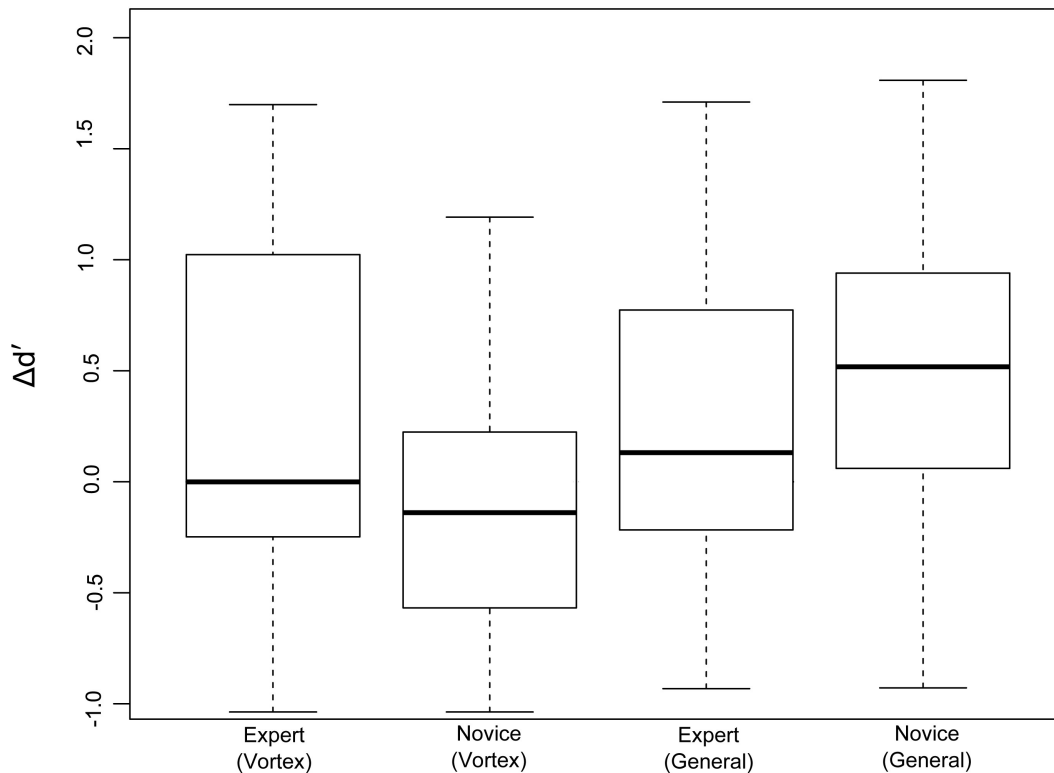 2.0
1.5
1.0
0.5
0.0
-0.5
-1.0
Δd′
Expert
(Vortex)
Novice
(Vortex)
Expert
(General)
Novice
(General)